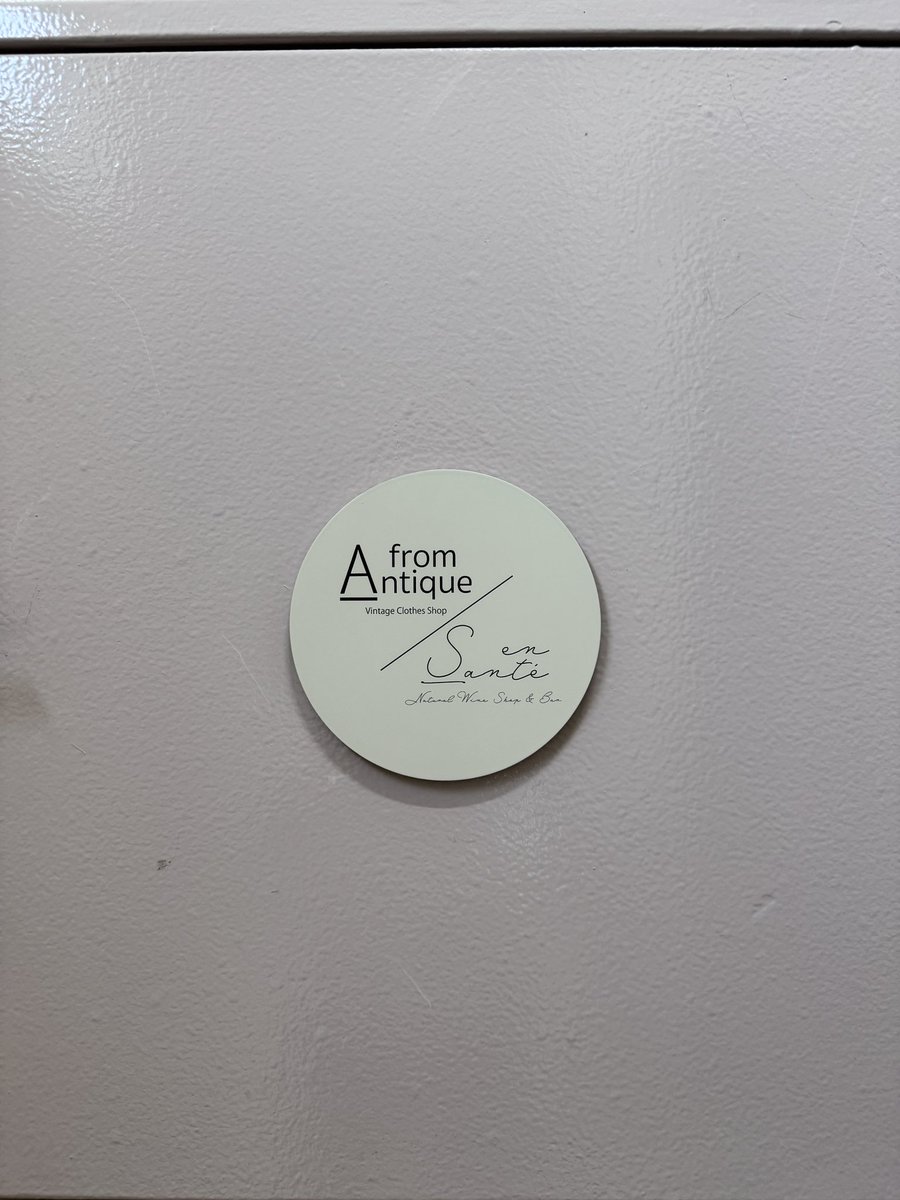 from
Antique
Vintage Clothes Shop
en
Santé
Natural Wine Shop & Bar